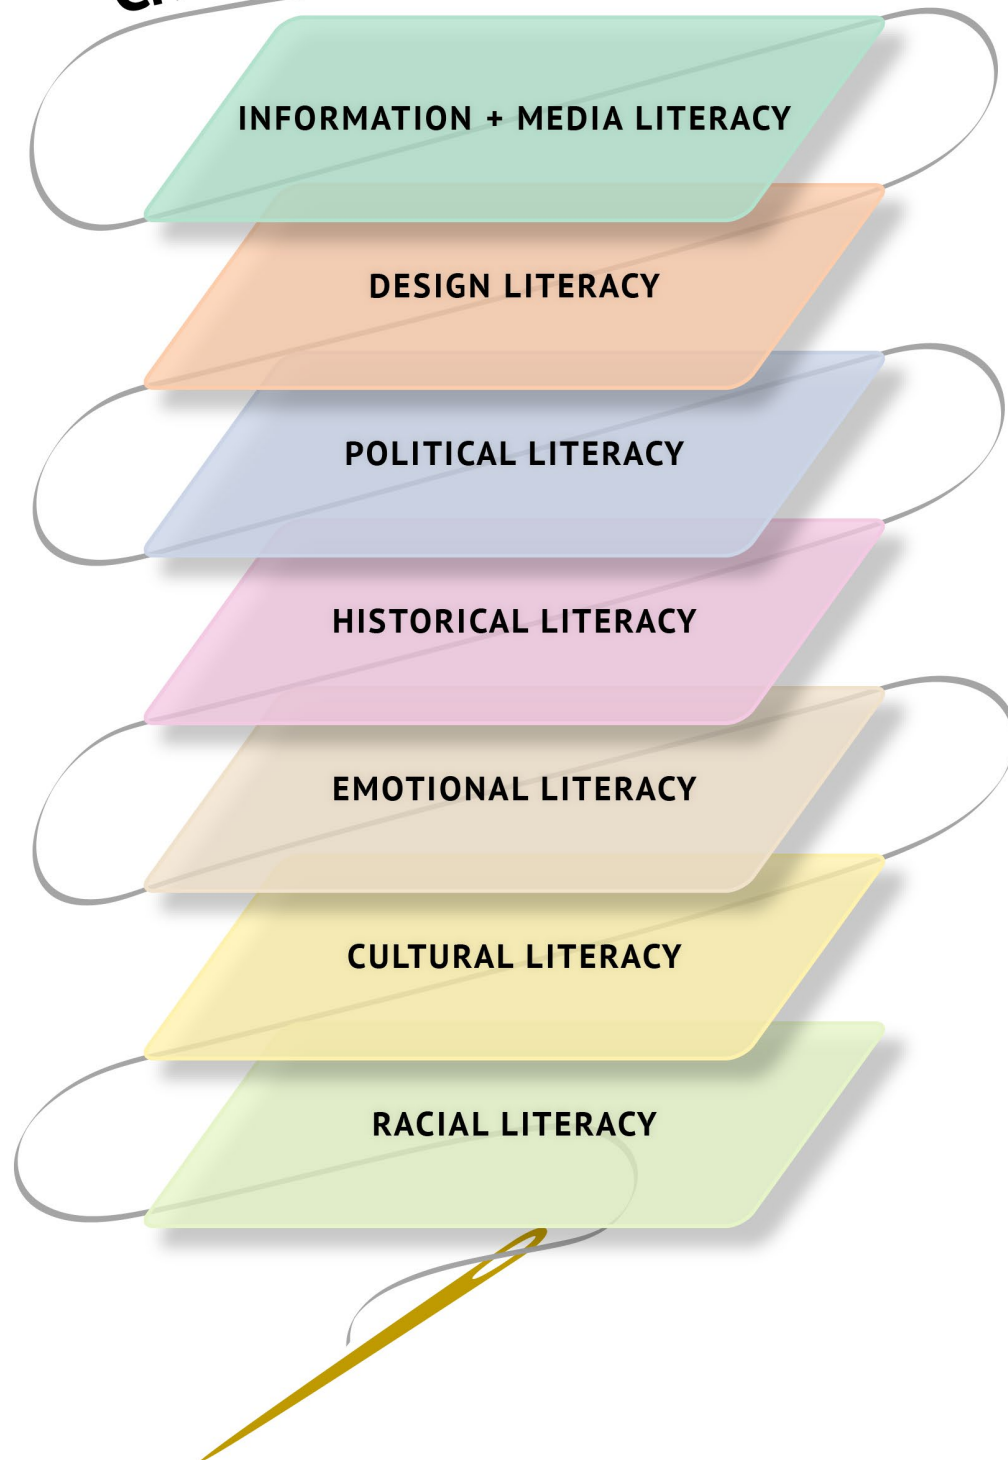 INFORMATION + MEDIA LITERACY
DESIGN LITERACY
POLITICAL LITERACY
HISTORICAL LITERACY
EMOTIONAL LITERACY
CULTURAL LITERACY
RACIAL LITERACY